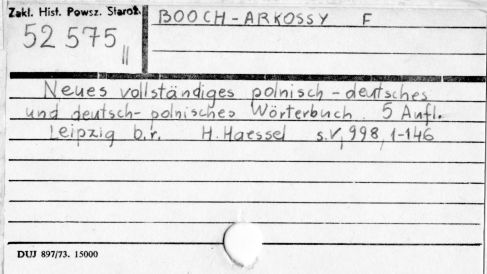 Zakł. Hist. Powsz. Staroż.
52 575 II
BOOCH-ARKOSSY F
Neues vollständiges polnisch-deutsches
und deutsch-polnisches Wörterbuch 5 Aufl.
Leipzig b.r. H. Haessel s.V, 998, 1-146
DUJ 897/73. 15000